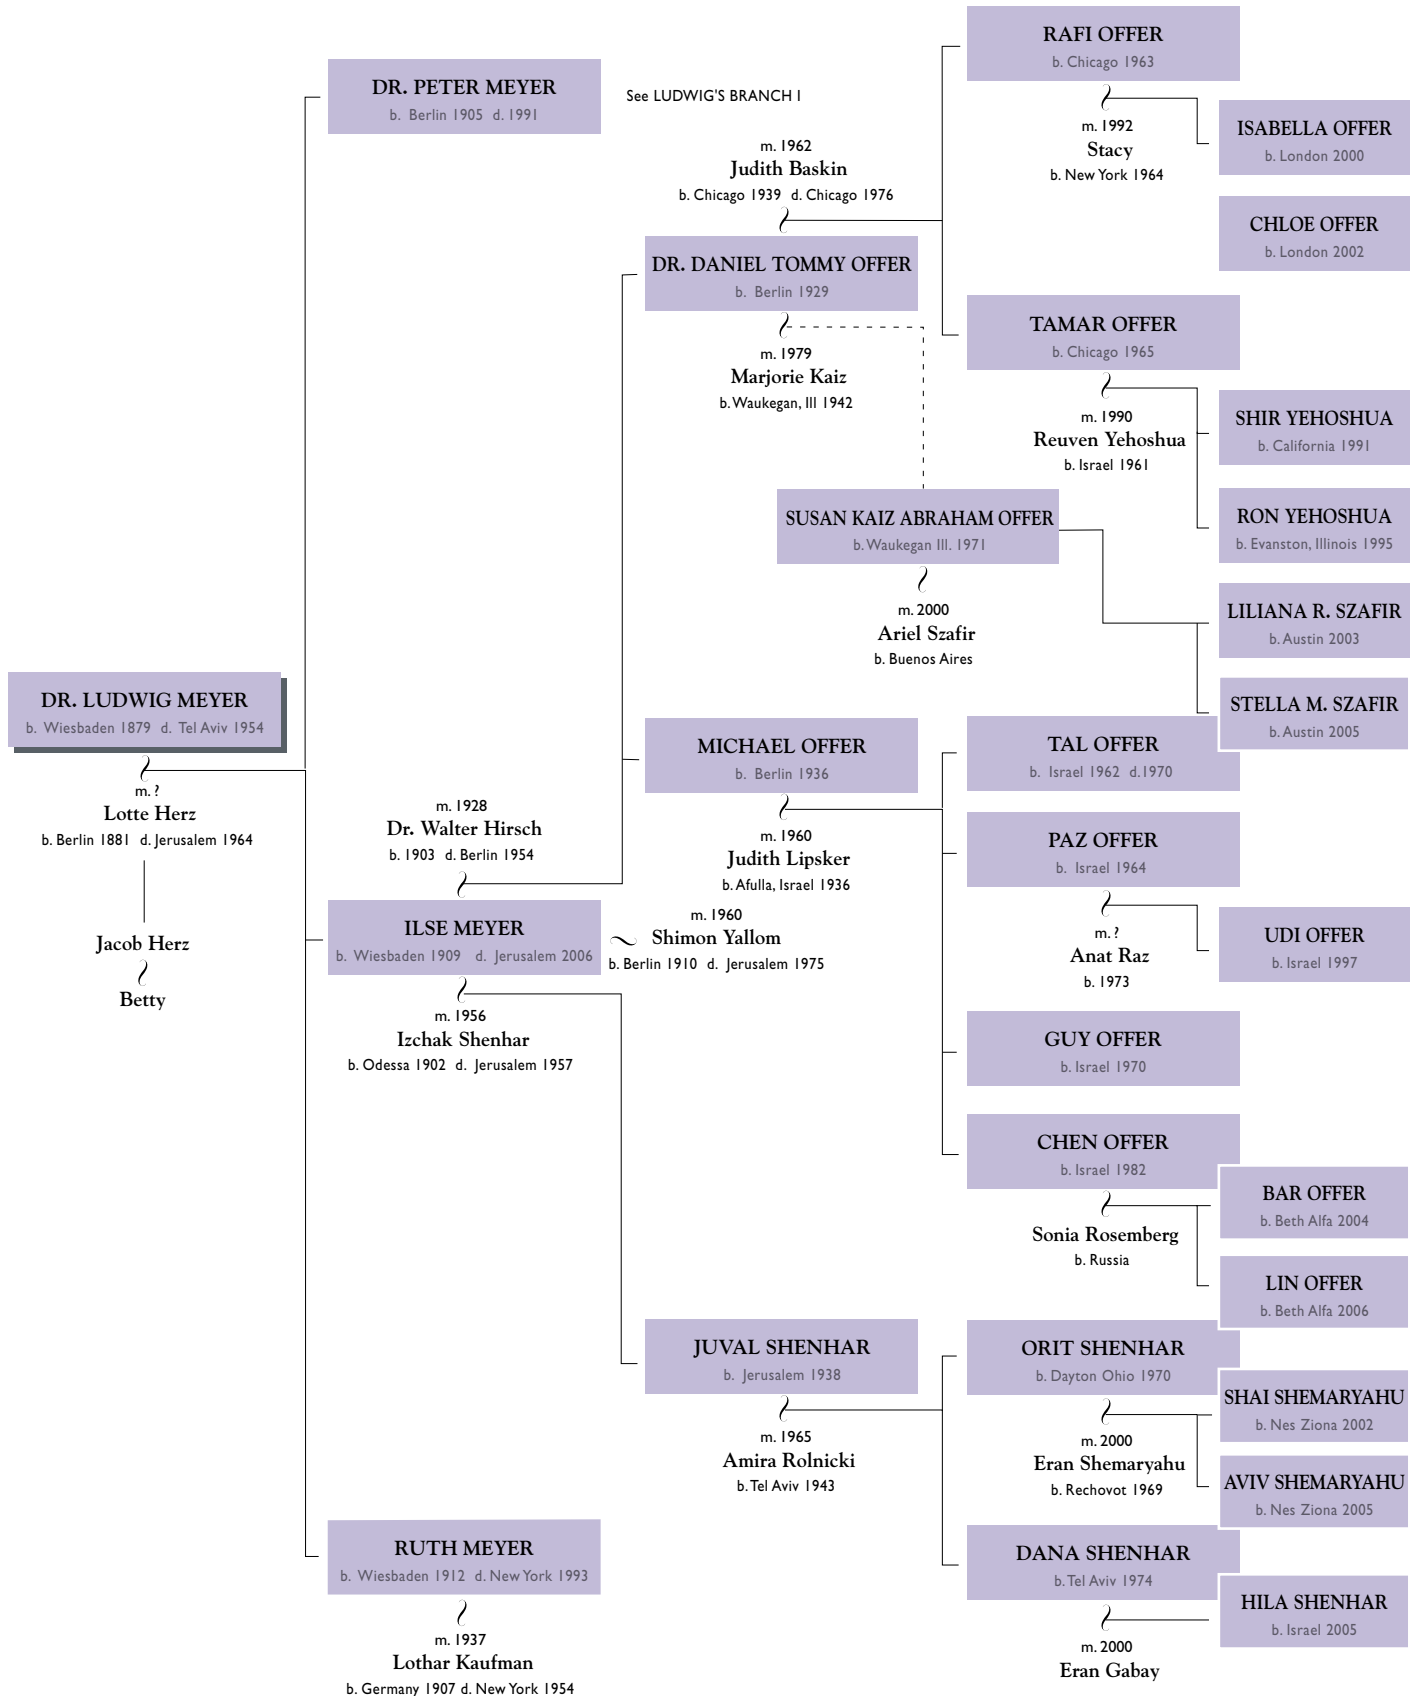 DR. LUDWIG MEYER
b. Wiesbaden 1879 d. Tel Aviv 1954
m. ?
Lotte Herz
b. Berlin 1881 d. Jerusalem 1964
Jacob Herz
Betty
DR. PETER MEYER
b. Berlin 1905 d. 1991
See LUDWIG'S BRANCH I
m. 1928
Dr. Walter Hirsch
b. 1903 d. Berlin 1954
ILSE MEYER
b. Wiesbaden 1909 d. Jerusalem 2006
m. 1960
Shimon Yallom
b. Berlin 1910 d. Jerusalem 1975
m. 1956
Izchak Shenhar
b. Odessa 1902 d. Jerusalem 1957
RUTH MEYER
b. Wiesbaden 1912 d. New York 1993
m. 1937
Lothar Kaufman
b. Germany 1907 d. New York 1954
m. 1962
Judith Baskin
b. Chicago 1939 d. Chicago 1976
DR. DANIEL TOMMY OFFER
b. Berlin 1929
m. 1979
Marjorie Kaiz
b. Waukegan, Ill 1942
SUSAN KAIZ ABRAHAM OFFER
b. Waukegan Ill. 1971
m. 2000
Ariel Szafir
b. Buenos Aires
MICHAEL OFFER
b. Berlin 1936
m. 1960
Judith Lipsker
b. Afulla, Israel 1936
JUVAL SHENHAR
b. Jerusalem 1938
m. 1965
Amira Rolnicki
b. Tel Aviv 1943
RAFI OFFER
b. Chicago 1963
m. 1992
Stacy
b. New York 1964
ISABELLA OFFER
b. London 2000
CHLOE OFFER
b. London 2002
TAMAR OFFER
b. Chicago 1965
m. 1990
Reuven Yehoshua
b. Israel 1961
SHIR YEHOSHUA
b. California 1991
RON YEHOSHUA
b. Evanston, Illinois 1995
LILIANA R. SZAFIR
b. Austin 2003
STELLA M. SZAFIR
b. Austin 2005
TAL OFFER
b. Israel 1962 d.1970
PAZ OFFER
b. Israel 1964
m. ?
Anat Raz
b. 1973
UDI OFFER
b. Israel 1997
GUY OFFER
b. Israel 1970
CHEN OFFER
b. Israel 1982
Sonia Rosemberg
b. Russia
BAR OFFER
b. Beth Alfa 2004
LIN OFFER
b. Beth Alfa 2006
ORIT SHENHAR
b. Dayton Ohio 1970
m. 2000
Eran Shemaryahu
b. Rechovot 1969
SHAI SHEMARYAHU
b. Nes Ziona 2002
AVIV SHEMARYAHU
b. Nes Ziona 2005
DANA SHENHAR
b. Tel Aviv 1974
m. 2000
Eran Gabay
HILA SHENHAR
b. Israel 2005